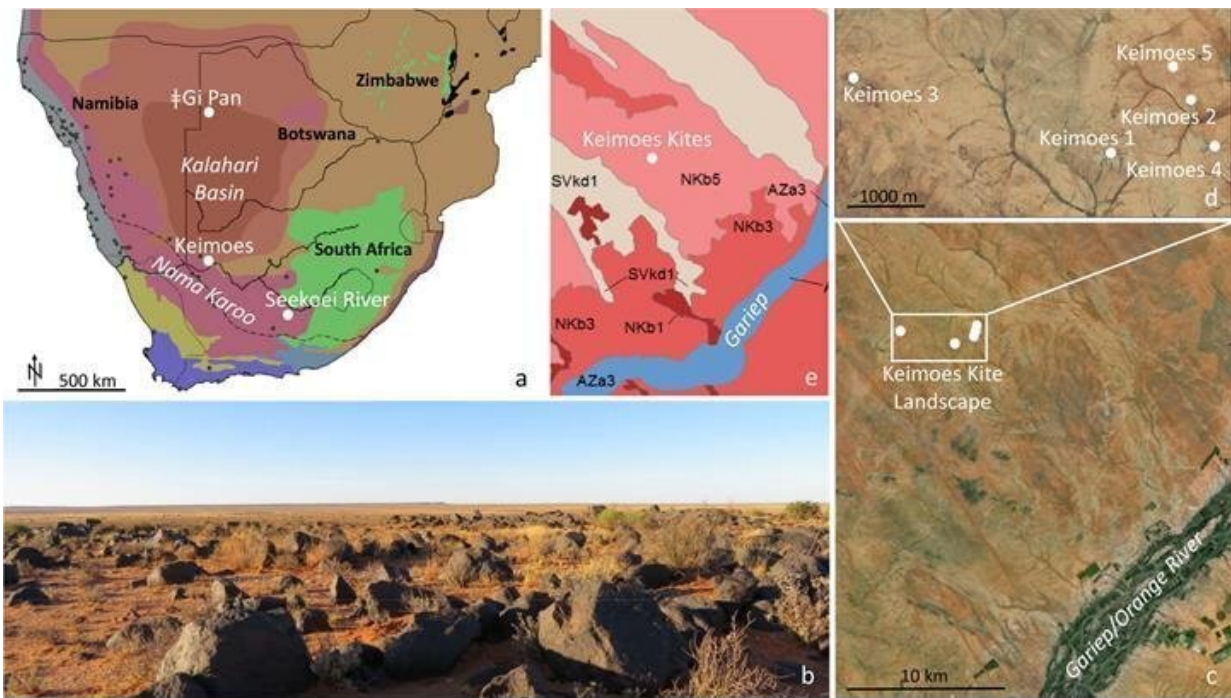 ǂGi Pan
Namibia
Zimbabwe
Botswana
Kalahari
Basin
Keimoes
South Africa
Nama Karoo
Seekoei River
N
500 km
a
Keimoes Kites
SVkd1
NKb5
AZa3
NKb3
SVkd1
NKb3
NKb1
Gariep
AZa3
e
Keimoes 5
Keimoes 3
Keimoes 2
Keimoes 1
Keimoes 4
1000 m
d
b
Keimoes Kite
Landscape
Gariep/Orange River
10 km
c